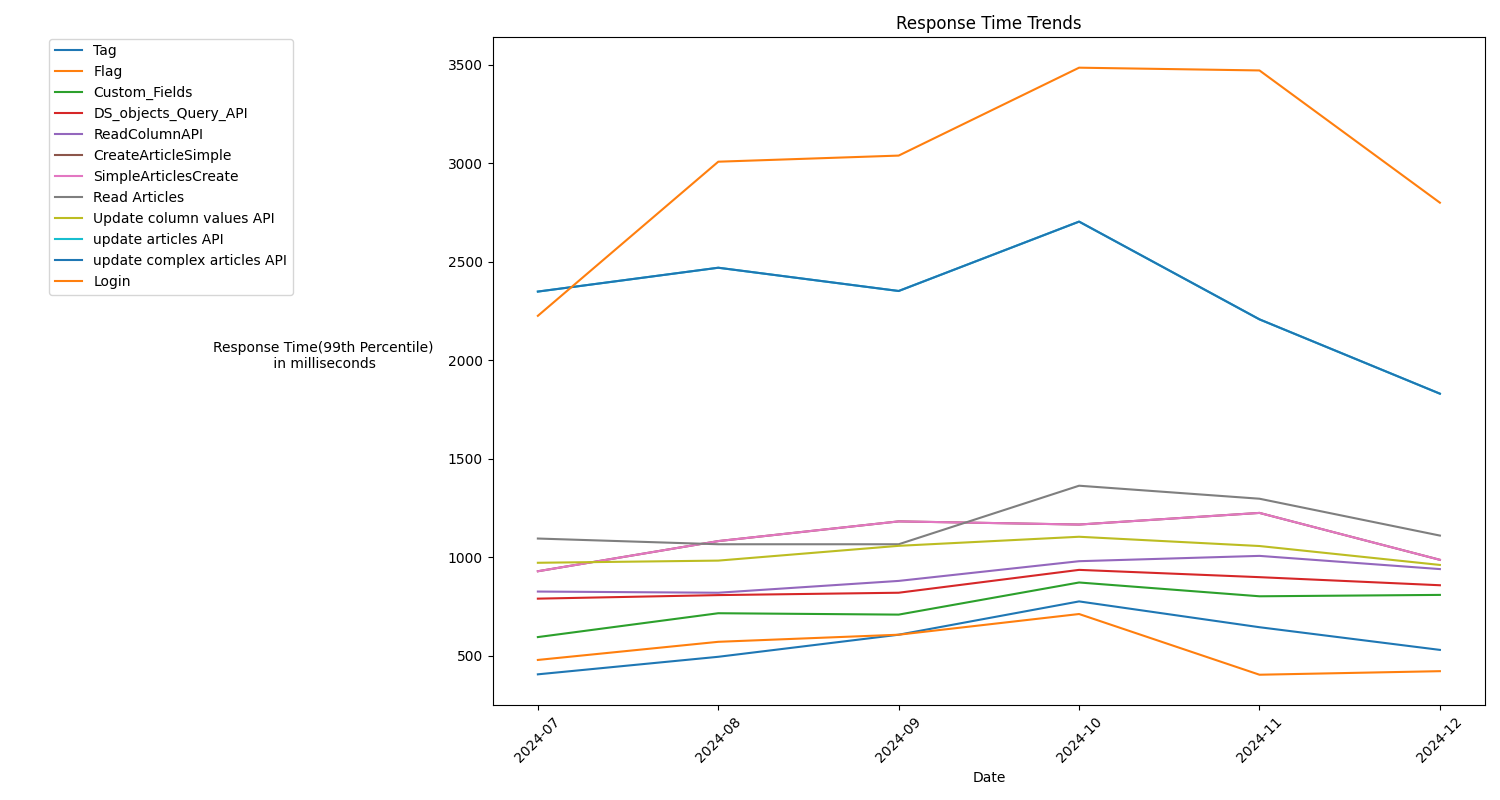 Response Time Trends
Tag
Flag
Custom_Fields
DS_objects_Query_API
ReadColumnAPI
CreateArticleSimple
SimpleArticlesCreate
Read Articles
Update column values API
update articles API
update complex articles API
Login
Response Time(99th Percentile)
in milliseconds
3500
3000
2500
2000
1500
1000
500
2024-07
2024-08
2024-09
2024-10
2024-11
2024-12
Date